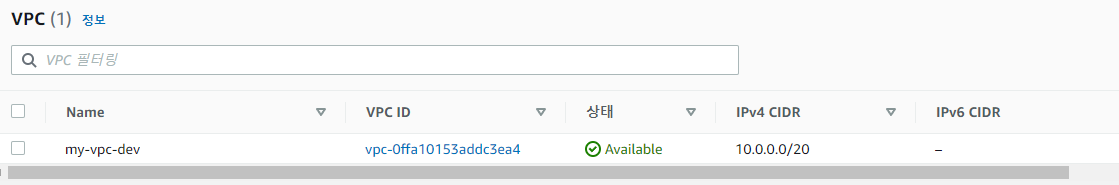 VPC (1) 정보
VPC 필터링
Name VPC ID 상태 IPv4 CIDR IPv6 CIDR
my-vpc-dev vpc-0ffa10153addc3ea4 Available 10.0.0.0/20 –